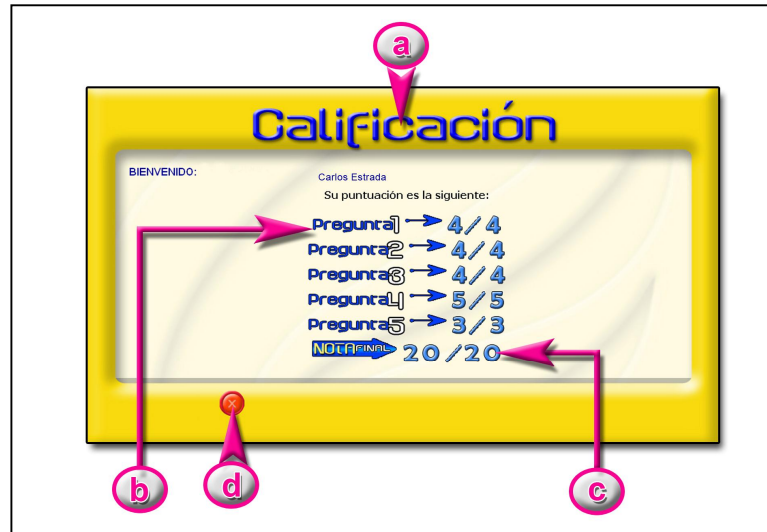 a
Calificación
BIENVENIDO:
Carlos Estrada
Su puntuación es la siguiente:
Pregunta1 4/4
Pregunta2 4/4
Pregunta3 4/4
Pregunta4 5/5
Pregunta5 3/3
NOTAFINAL 20/20
b
d
c